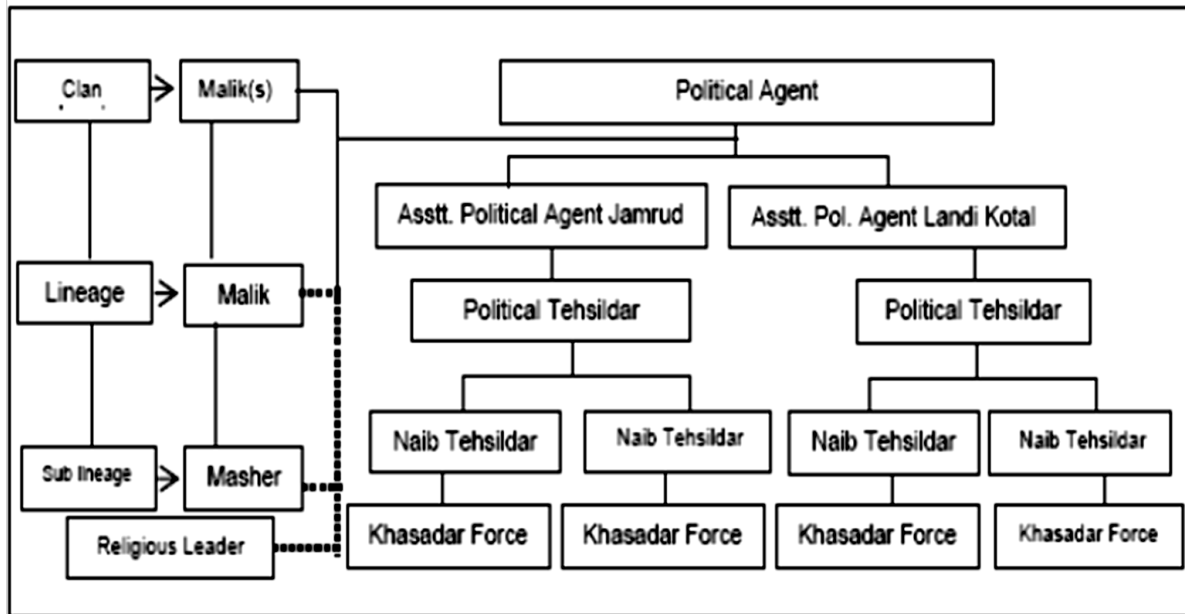 Clan
Malik(s)
Political Agent
Asstt. Political Agent Jamrud
Asstt. Pol. Agent Landi Kotal
Lineage
Malik
Political Tehsildar
Political Tehsildar
Naib Tehsildar
Naib Tehsildar
Naib Tehsildar
Naib Tehsildar
Sub lineage
Masher
Khasadar Force
Khasadar Force
Khasadar Force
Khasadar Force
Religious Leader